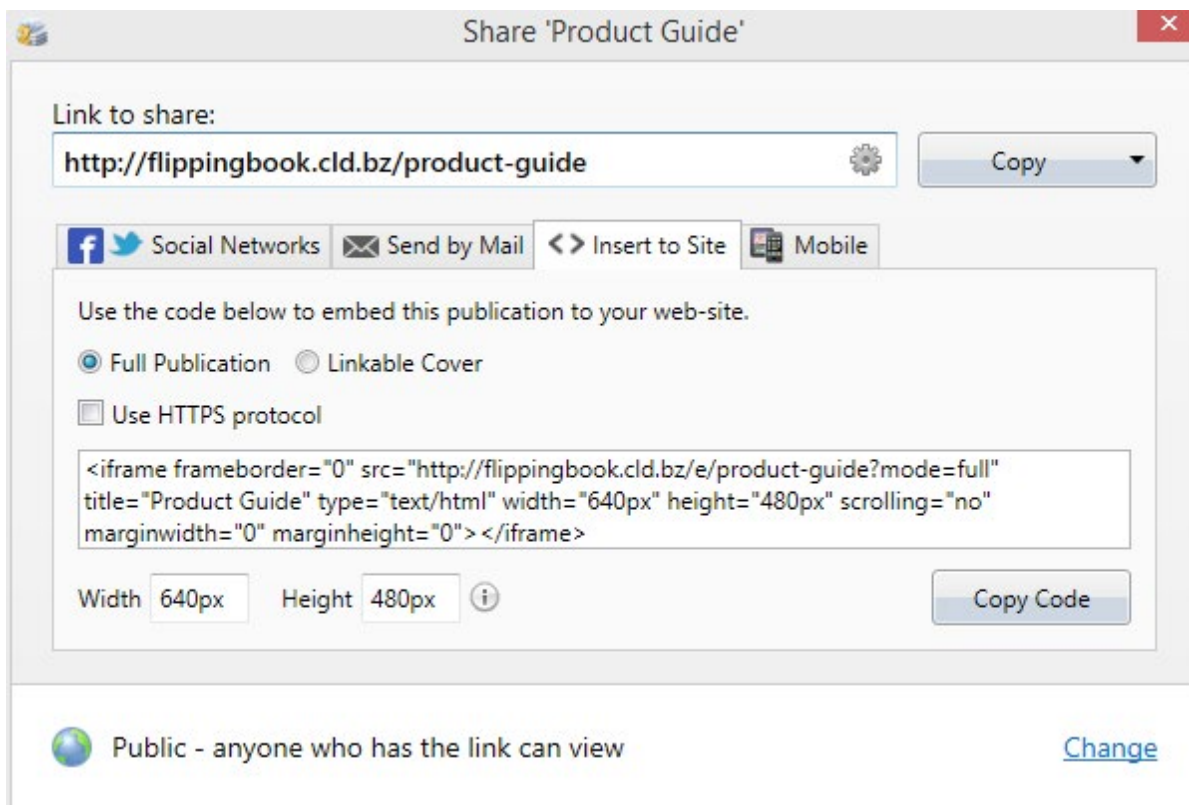 Share 'Product Guide'
Link to share:
http://flippingbook.cld.bz/product-guide
Copy
Social Networks Send by Mail <> Insert to Site Mobile
Use the code below to embed this publication to your web-site.
Full Publication Linkable Cover
Use HTTPS protocol
<iframe frameborder="0" src="http://flippingbook.cld.bz/e/product-guide?mode=full"
title="Product Guide" type="text/html" width="640px" height="480px" scrolling="no"
marginwidth="0" marginheight="0"></iframe>
Width 640px Height 480px Copy Code
Public - anyone who has the link can view Change